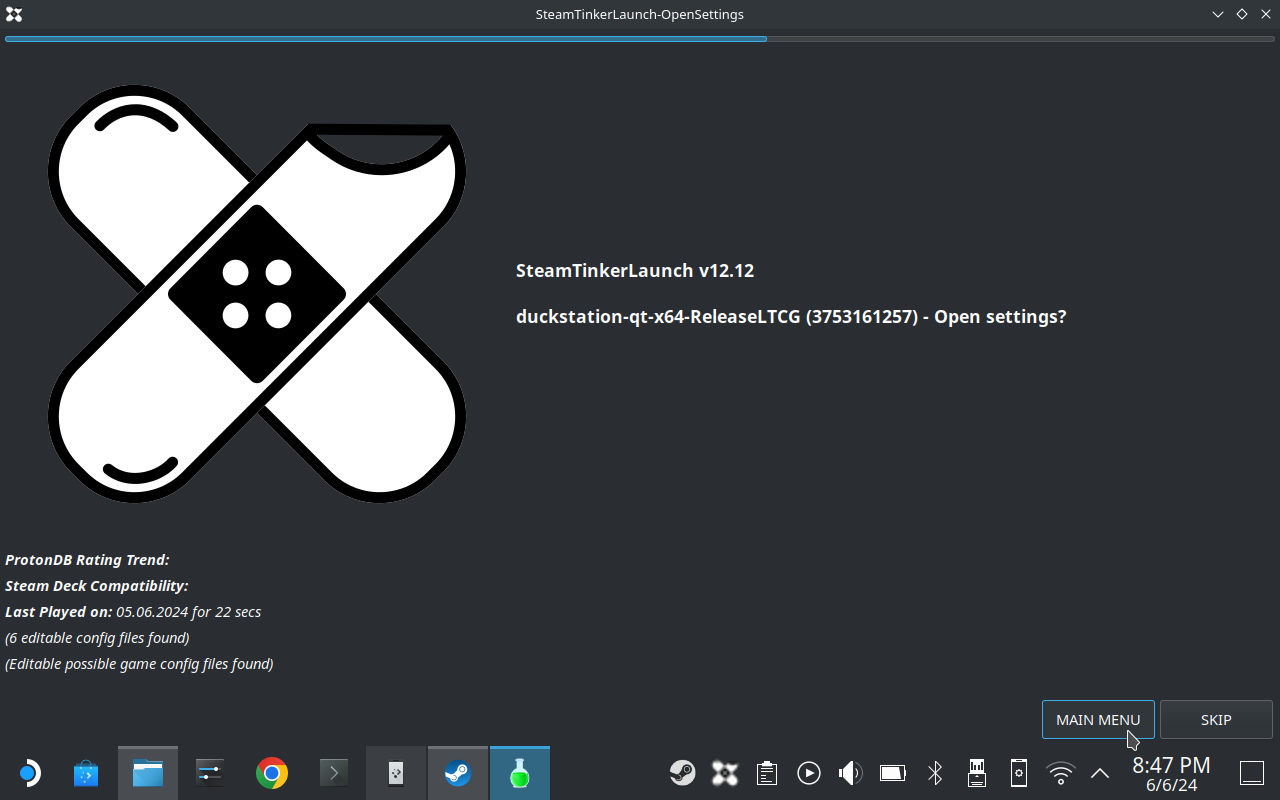 SteamTinkerLaunch-OpenSettings
SteamTinkerLaunch v12.12
duckstation-qt-x64-ReleaseLTCG (3753161257) - Open settings?
ProtonDB Rating Trend:
Steam Deck Compatibility:
Last Played on: 05.06.2024 for 22 secs
(6 editable config files found)
(Editable possible game config files found)
MAIN MENU
SKIP
8:47 PM
6/6/24